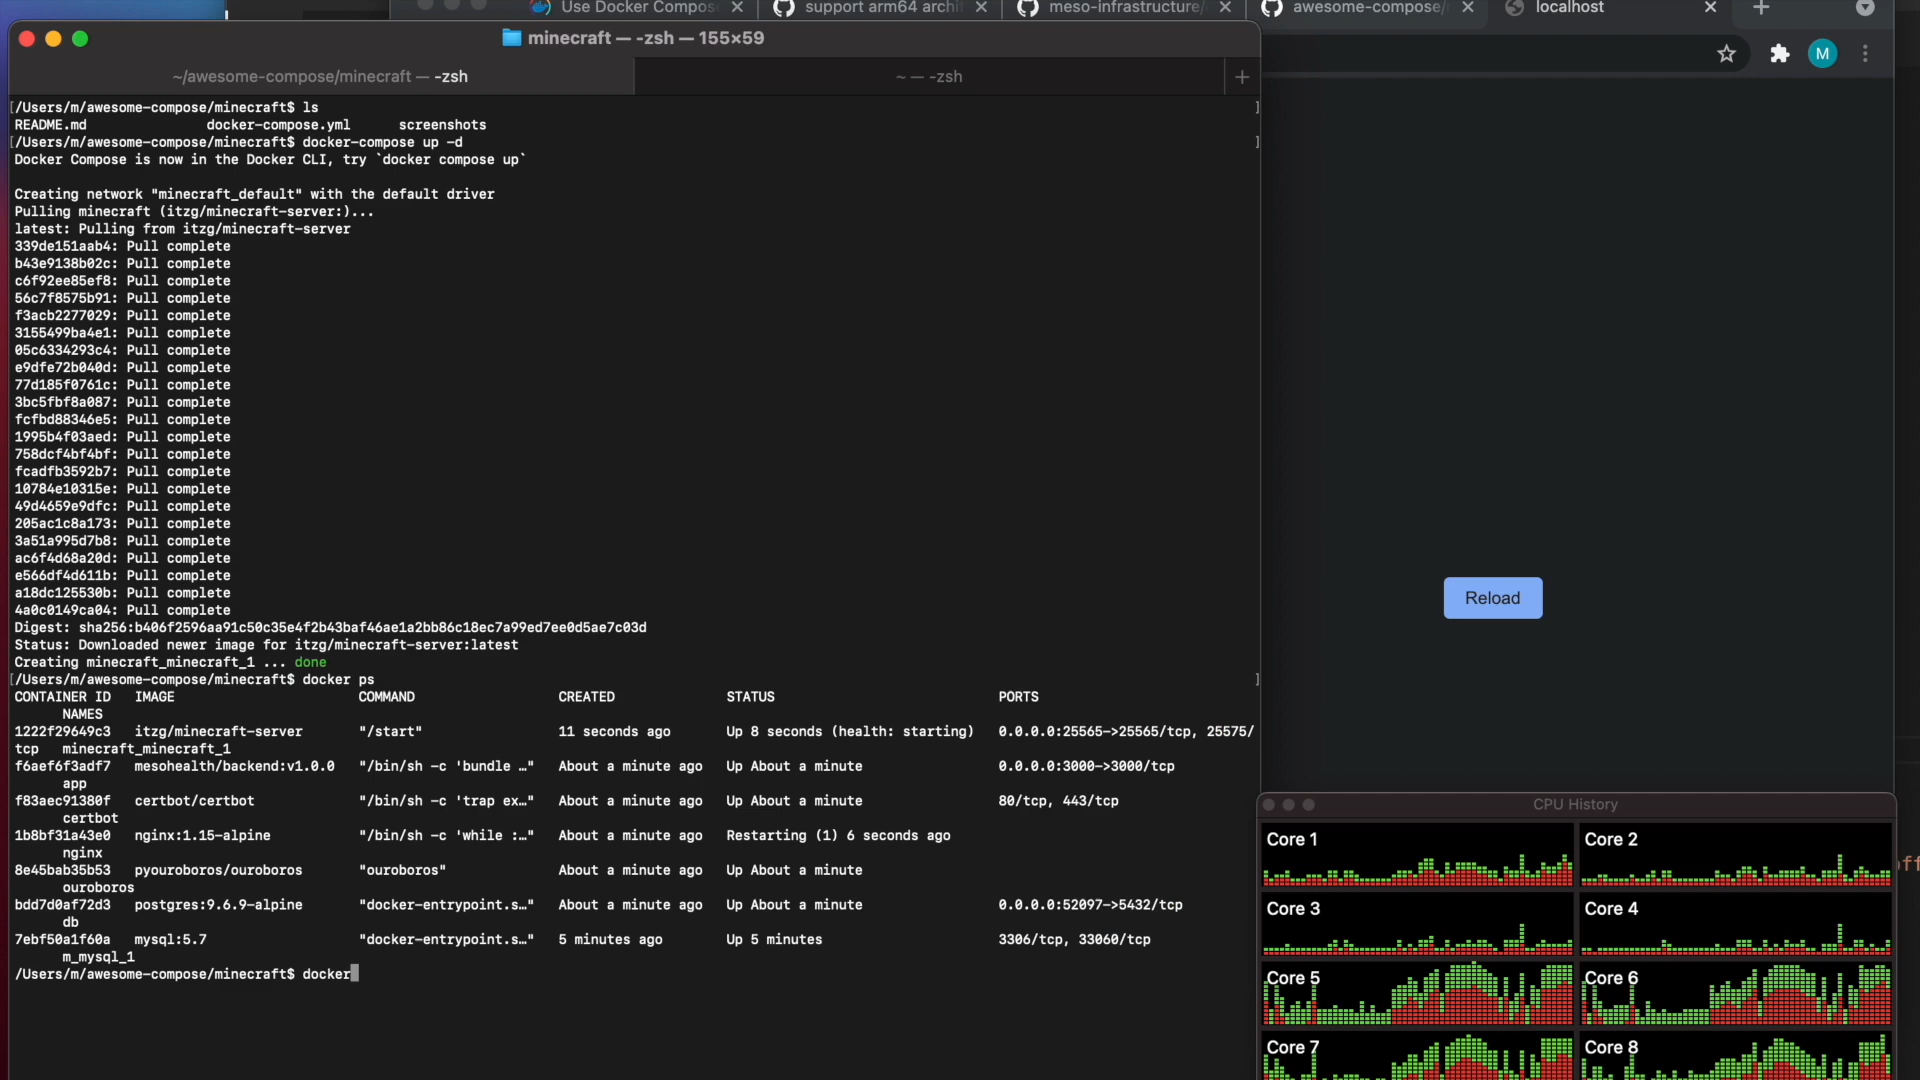 Use Docker Compose
support arm64 archi
meso-infrastructure/
awesome-compose/
localhost
minecraft — -zsh — 155×59
M
~/awesome-compose/minecraft — -zsh
~ — -zsh
[/Users/m/awesome-compose/minecraft$ ls ]
README.md docker-compose.yml screenshots
[/Users/m/awesome-compose/minecraft$ docker-compose up -d ]
Docker Compose is now in the Docker CLI, try `docker compose up`
Creating network "minecraft_default" with the default driver
Pulling minecraft (itzg/minecraft-server:)...
latest: Pulling from itzg/minecraft-server
339de151aab4: Pull complete
b43e9138b02c: Pull complete
c6f92ee85ef8: Pull complete
56c7f8575b91: Pull complete
f3acb2277029: Pull complete
3155499ba4e1: Pull complete
05c6334293c4: Pull complete
e9dfe72b040d: Pull complete
77d185f0761c: Pull complete
3bc5fbf8a087: Pull complete
fcfbd88346e5: Pull complete
1995b4f03aed: Pull complete
758dcf4bf4bf: Pull complete
fcadfb3592b7: Pull complete
10784e10315e: Pull complete
49d4659e9dfc: Pull complete
205ac1c8a173: Pull complete
3a51a995d7b8: Pull complete
ac6f4d68a20d: Pull complete
e566df4d611b: Pull complete
a18dc125530b: Pull complete
4a0c0149ca04: Pull complete
Digest: sha256:b406f2596aa91c50c35e4f2b43baf46ae1a2bb86c18ec7a99ed7ee0d5ae7c03d
Status: Downloaded newer image for itzg/minecraft-server:latest
Creating minecraft_minecraft_1 ... done
[/Users/m/awesome-compose/minecraft$ docker ps ]
CONTAINER ID IMAGE COMMAND CREATED STATUS PORTS
NAMES
1222f29649c3 itzg/minecraft-server "/start" 11 seconds ago Up 8 seconds (health: starting) 0.0.0.0:25565->25565/tcp, 25575/
tcp minecraft_minecraft_1
f6aef6f3adf7 mesohealth/backend:v1.0.0 "/bin/sh -c 'bundle …" About a minute ago Up About a minute 0.0.0.0:3000->3000/tcp
app
f83aec91380f certbot/certbot "/bin/sh -c 'trap ex…" About a minute ago Up About a minute 80/tcp, 443/tcp
certbot
1b8bf31a43e0 nginx:1.15-alpine "/bin/sh -c 'while :…" About a minute ago Restarting (1) 6 seconds ago
nginx
8e45bab35b53 pyouroboros/ouroboros "ouroboros" About a minute ago Up About a minute
ouroboros
bdd7d0af72d3 postgres:9.6.9-alpine "docker-entrypoint.s…" About a minute ago Up About a minute 0.0.0.0:52097->5432/tcp
db
7ebf50a1f60a mysql:5.7 "docker-entrypoint.s…" 5 minutes ago Up 5 minutes 3306/tcp, 33060/tcp
m_mysql_1
/Users/m/awesome-compose/minecraft$ docker
Reload
CPU History
Core 1
Core 2
Core 3
Core 4
Core 5
Core 6
Core 7
Core 8
off